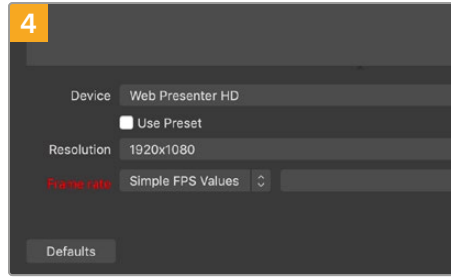 4
Device Web Presenter HD
Use Preset
Resolution 1920x1080
Frame rate Simple FPS Values
Defaults